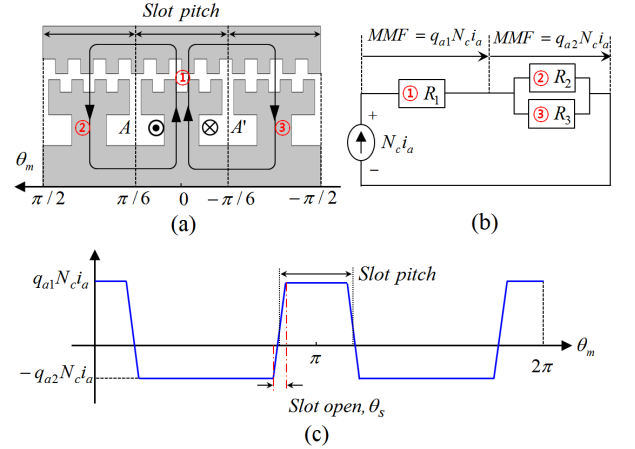 Slot pitch
①
②
A
A'
③
θm
π / 2
π / 6
0
−π / 6
−π / 2
(a)
MMF = qa1Ncia
MMF = qa2Ncia
① R1
② R2
③ R3
+
Ncia
−
(b)
qa1Ncia
Slot pitch
π
2π
θm
−qa2Ncia
Slot open, θs
(c)